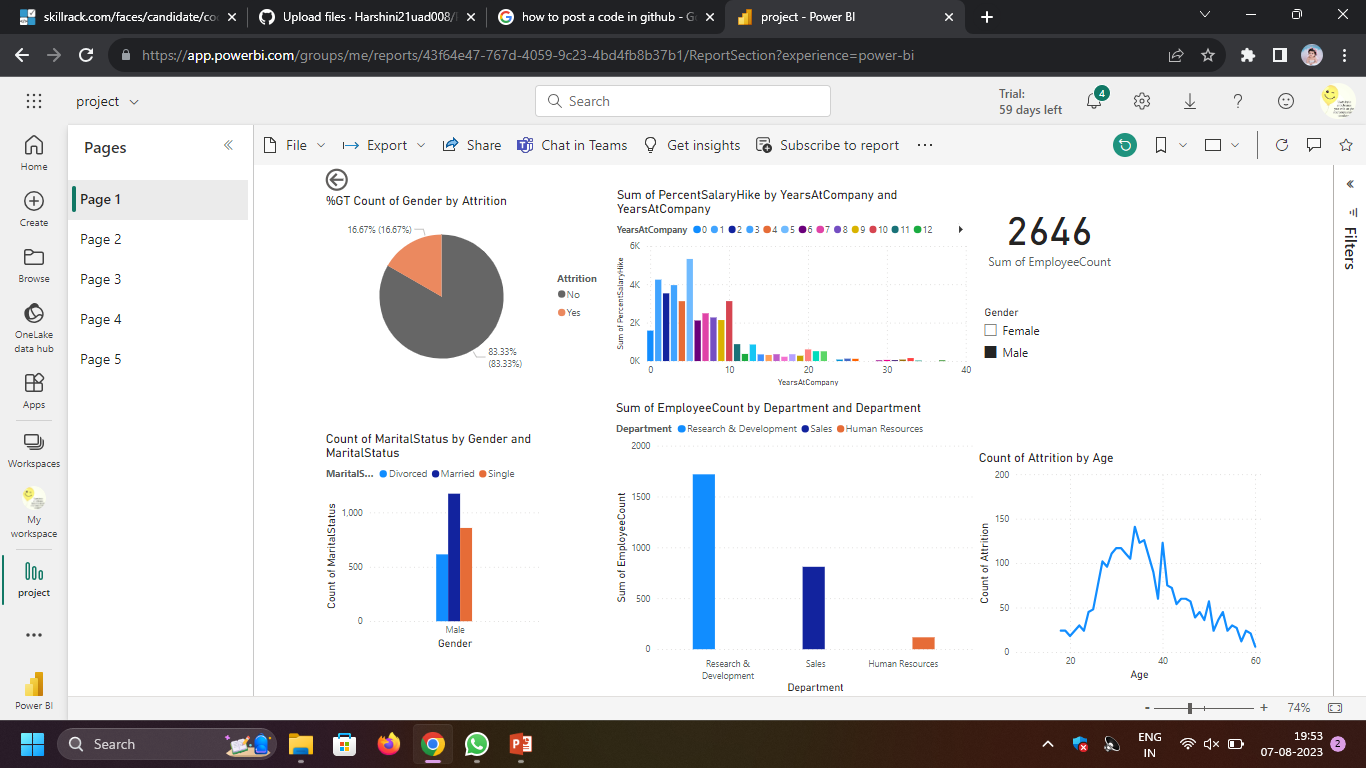 skillrack.com/faces/candidate/co
Upload files · Harshini21uad008/
how to post a code in github - G
project - Power BI
https://app.powerbi.com/groups/me/reports/43f64e47-767d-4059-9c23-4bd4fb8b37b1/ReportSection?experience=power-bi
project
Search
Trial:
59 days left
4
Home
Create
Browse
OneLake
data hub
Apps
Workspaces
My
workspace
project
Power BI
Pages
Page 1
Page 2
Page 3
Page 4
Page 5
File
Export
Share
Chat in Teams
Get insights
Subscribe to report
Filters
%GT Count of Gender by Attrition
16.67% (16.67%)
83.33%
(83.33%)
Attrition
No
Yes
Sum of PercentSalaryHike by YearsAtCompany and
YearsAtCompany
YearsAtCompany 0 1 2 3 4 5 6 7 8 9 10 11 12
Sum of PercentSalaryHike
6K
4K
2K
0K
0 10 20 30 40
YearsAtCompany
2646
Sum of EmployeeCount
Gender
Female
Male
Count of MaritalStatus by Gender and
MaritalStatus
MaritalS... Divorced Married Single
Count of MaritalStatus
1,000
500
0
Male
Gender
Sum of EmployeeCount by Department and Department
Department Research & Development Sales Human Resources
Sum of EmployeeCount
2000
1500
1000
500
0
Research &
Development
Sales
Human Resources
Department
Count of Attrition by Age
Count of Attrition
200
150
100
50
0
20 40 60
Age
74%
Search
ENG
IN
19:53
07-08-2023
2